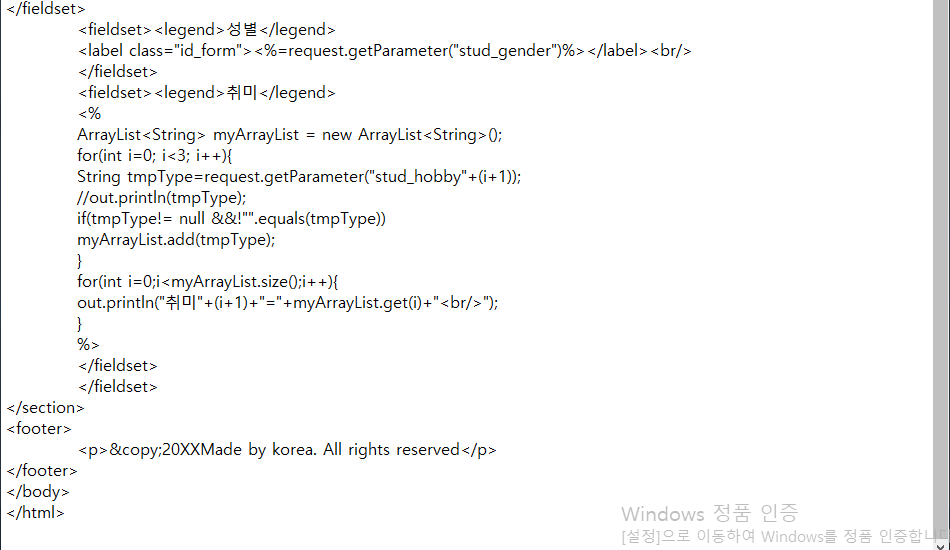 </fieldset>
<fieldset><legend>성별</legend>
<label class="id_form"><%=request.getParameter("stud_gender")%></label><br/>
</fieldset>
<fieldset><legend>취미</legend>
<%
ArrayList<String> myArrayList = new ArrayList<String>();
for(int i=0; i<3; i++){
String tmpType=request.getParameter("stud_hobby"+(i+1));
//out.println(tmpType);
if(tmpType!= null &&!"".equals(tmpType))
myArrayList.add(tmpType);
}
for(int i=0;i<myArrayList.size();i++){
out.println("취미"+(i+1)+"="+myArrayList.get(i)+"<br/>");
}
%>
</fieldset>
</fieldset>
</section>
<footer>
<p>&copy;20XXMade by korea. All rights reserved</p>
</footer>
</body>
</html>
Windows 정품 인증
[설정]으로 이동하여 Windows를 정품 인증합니다